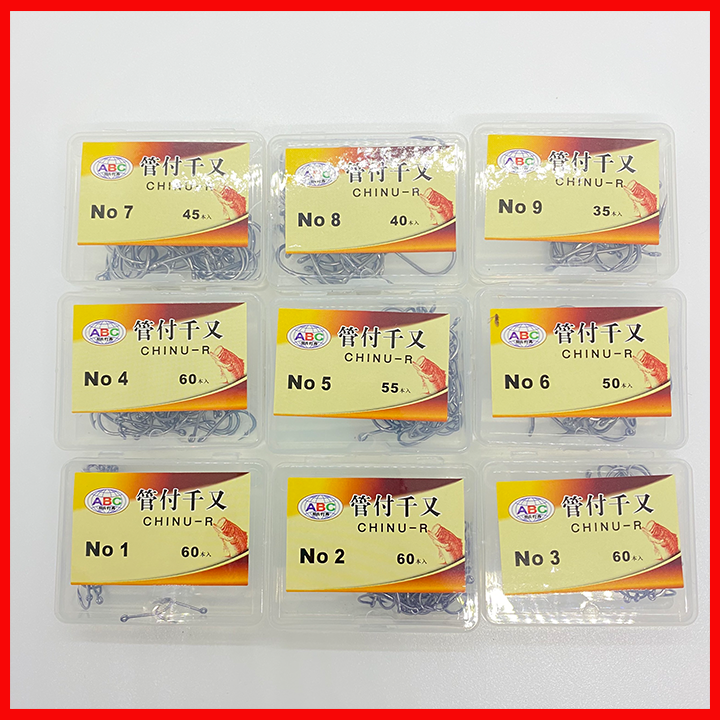 ABC
管付千又
CHINU-R
No 7
45本入
ABC
管付千又
CHINU-R
No 8
40本入
ABC
管付千又
CHINU-R
No 9
35本入
ABC
管付千又
CHINU-R
No 4
60本入
ABC
管付千又
CHINU-R
No 5
55本入
ABC
管付千又
CHINU-R
No 6
50本入
ABC
管付千又
CHINU-R
No 1
60本入
ABC
管付千又
CHINU-R
No 2
60本入
ABC
管付千又
CHINU-R
No 3
60本入